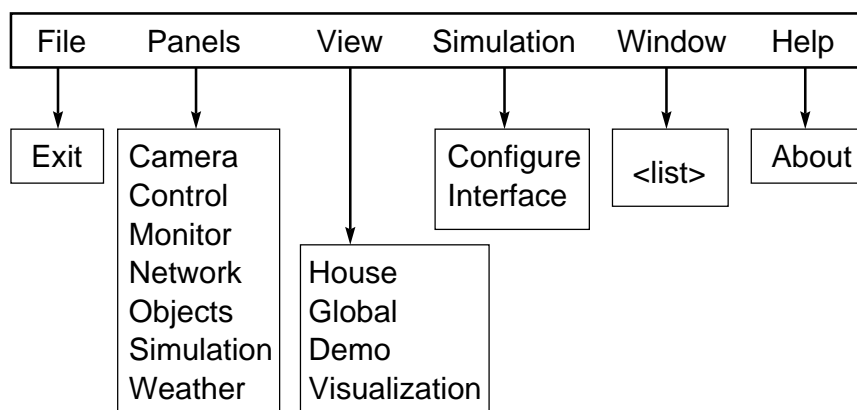 File Panels View Simulation Window Help
Exit
Camera
Control
Monitor
Network
Objects
Simulation
Weather
House
Global
Demo
Visualization
Configure
Interface
<list>
About